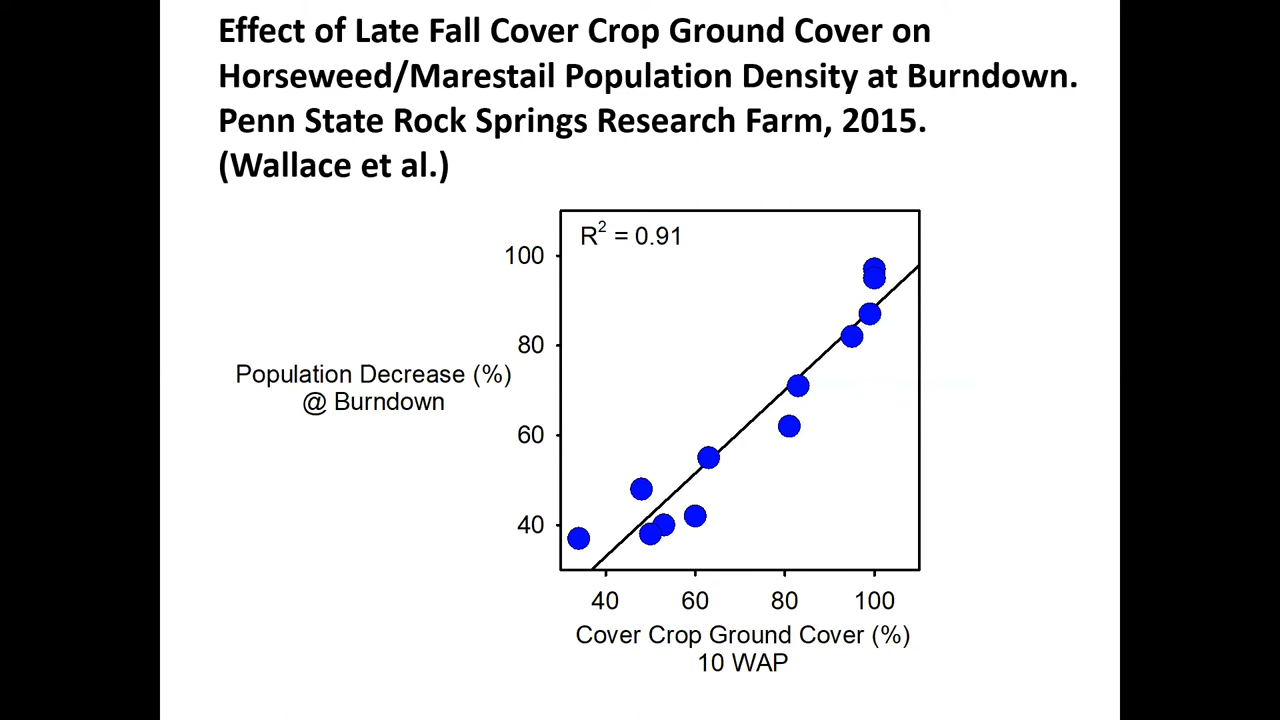 Effect of Late Fall Cover Crop Ground Cover on
Horseweed/Marestail Population Density at Burndown.
Penn State Rock Springs Research Farm, 2015.
(Wallace et al.)
R² = 0.91
100
80
60
40
Population Decrease (%)
@ Burndown
40 60 80 100
Cover Crop Ground Cover (%)
10 WAP